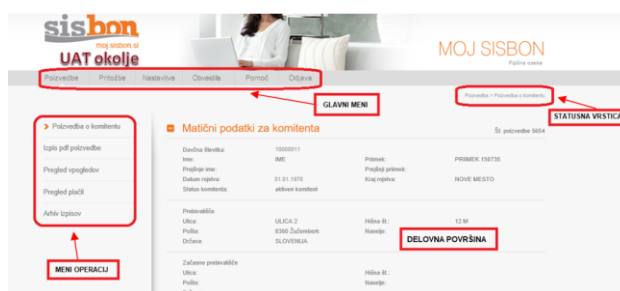 sisbon
moj sisbon.si
UAT okolje
MOJ SISBON
Fizične osebe
Poizvedbe Pritožbe Nastavitve Obvestila Pomoč Odjava
GLAVNI MENI
Poizvedba > Poizvedba o komitentu
STATUSNA VRSTICA
Poizvedba o komitentu
Izpis pdf poizvedbe
Pregled vpogledov
Pregled plačil
Arhiv izpisov
MENI OPERACIJ
Matični podatki za komitenta
Št. poizvedbe 5654
Davčna številka: 10000011
Ime: IME Priimek: PRIIMEK 150735
Prejšnje ime: Prejšnji priimek:
Datum rojstva: 01.01.1970 Kraj rojstva: NOVE MESTO
Status komitenta: aktiven komitent
Prebivališče
Ulica: ULICA 2 Hišna št.: 12 M
Pošta: 8360 Žužemberk Naselje:
Država: SLOVENIJA
DELOVNA POVRŠINA
Začasno prebivališče
Ulica: Hišna št.:
Pošta: Naselje: